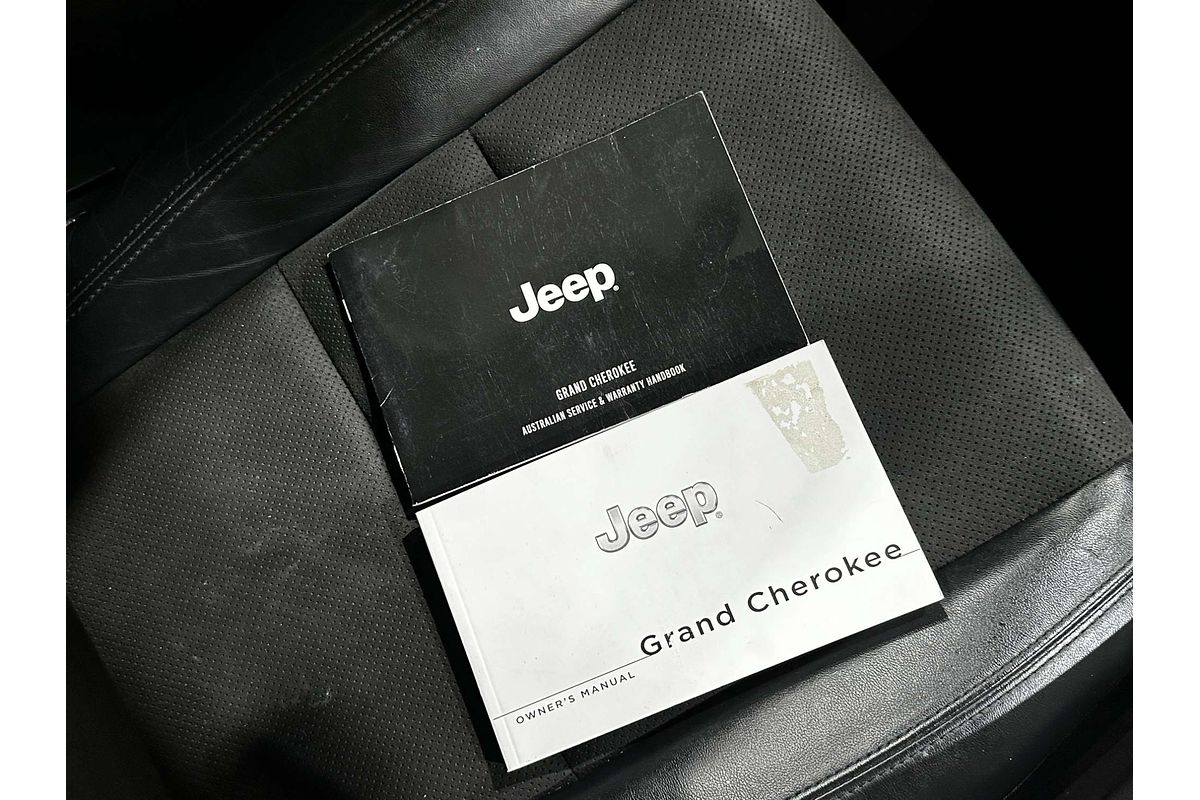 Jeep®
GRAND CHEROKEE
AUSTRALIAN SERVICE & WARRANTY HANDBOOK
Jeep®
Grand Cherokee
OWNER'S MANUAL